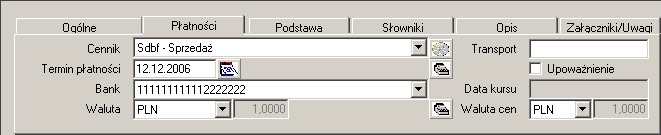 Ogólne Płatności Podstawa Słowniki Opis Załączniki/Uwagi
Cennik Sdbf - Sprzedaż Transport
Termin płatności 12.12.2006 Upoważnienie
Bank 111111111112222222 Data kursu
Waluta PLN 1,0000 Waluta cen PLN 1,0000